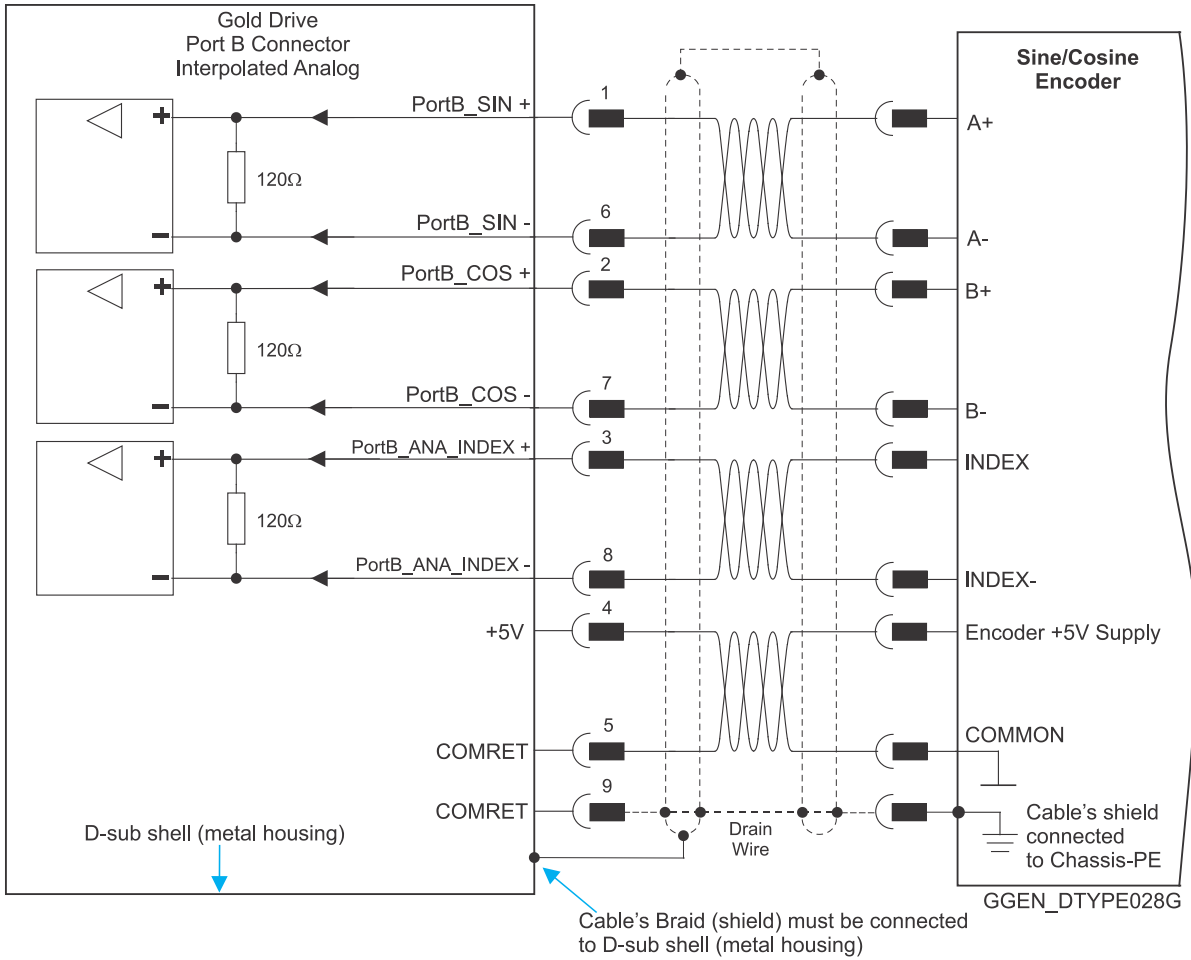 Gold Drive
Port B Connector
Interpolated Analog
Sine/Cosine
Encoder
PortB_SIN +
1
A+
120Ω
PortB_SIN -
6
A-
PortB_COS +
2
B+
120Ω
PortB_COS -
7
B-
PortB_ANA_INDEX +
3
INDEX
120Ω
PortB_ANA_INDEX -
8
INDEX-
+5V
4
Encoder +5V Supply
COMRET
5
COMMON
COMRET
9
Drain
Wire
Cable's shield
connected
to Chassis-PE
D-sub shell (metal housing)
GGEN_DTYPE028G
Cable's Braid (shield) must be connected
to D-sub shell (metal housing)